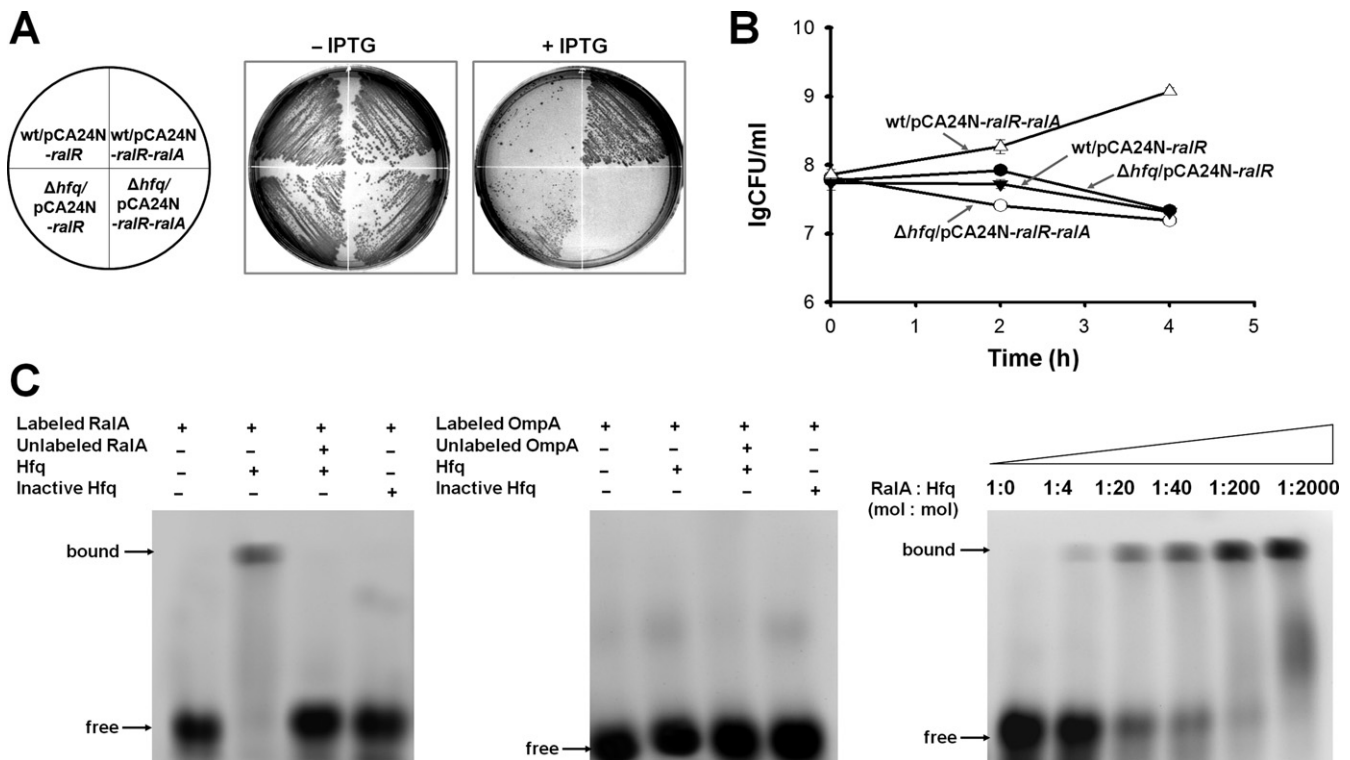 A
– IPTG
+ IPTG
wt/pCA24N
-ralR
wt/pCA24N
-ralR-ralA
Δhfq/
pCA24N
-ralR
Δhfq/
pCA24N
-ralR-ralA
B
lgCFU/ml
10
9
8
7
6
wt/pCA24N-ralR-ralA
wt/pCA24N-ralR
Δhfq/pCA24N-ralR
Δhfq/pCA24N-ralR-ralA
0 1 2 3 4 5
Time (h)
C
Labeled RalA + + + +
Unlabeled RalA – – + –
Hfq – + + –
Inactive Hfq – – – +
bound
free
Labeled OmpA + + + +
Unlabeled OmpA – – + –
Hfq – + + –
Inactive Hfq – – – +
free
RalA : Hfq 1:0 1:4 1:20 1:40 1:200 1:2000
(mol : mol)
bound
free